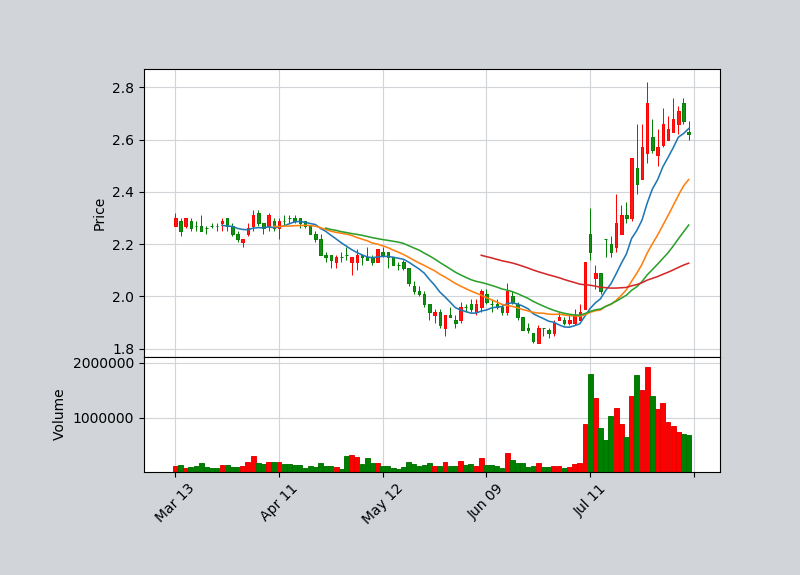 2.8
2.6
2.4
2.2
2.0
1.8
Price
2000000
1000000
Volume
Mar 13
Apr 11
May 12
Jun 09
Jul 11